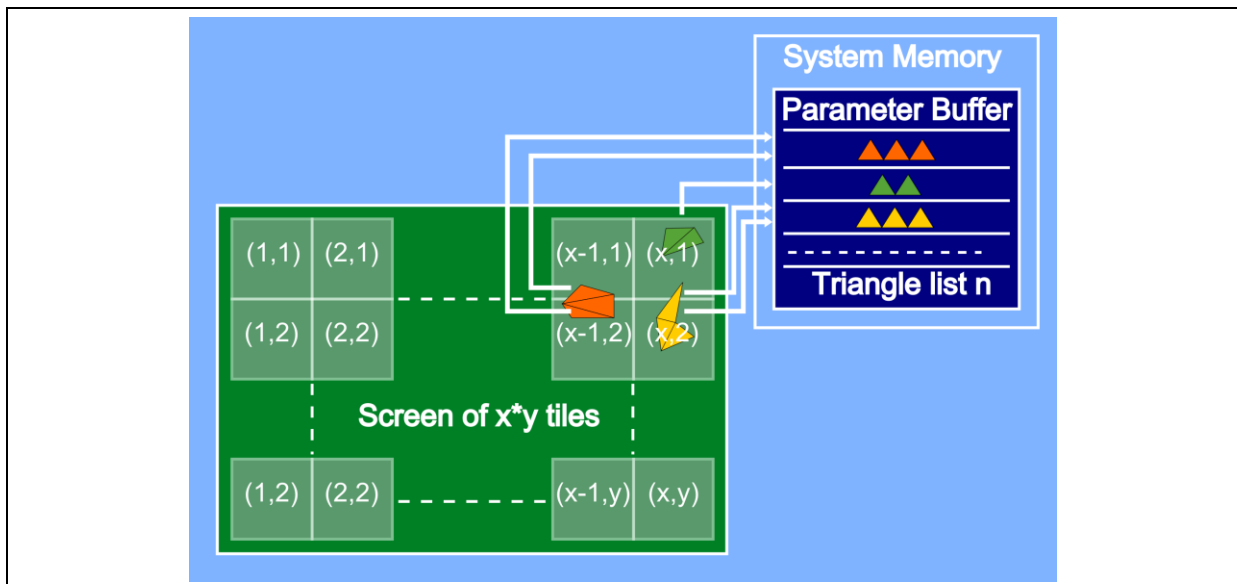 System Memory
Parameter Buffer
Triangle list n
(1,1) (2,1) (x-1,1) (x,1)
(1,2) (2,2) (x-1,2) (x,2)
Screen of x*y tiles
(1,2) (2,2) (x-1,y) (x,y)